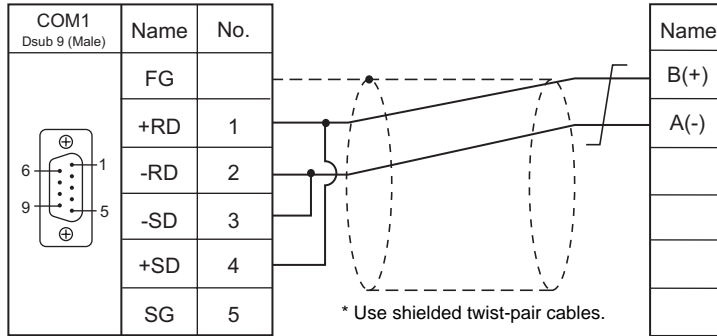 COM1
Dsub 9 (Male)
Name
No.
Name
FG
B(+)
+RD
1
A(-)
-RD
2
-SD
3
+SD
4
SG
5
6
1
9
5
* Use shielded twist-pair cables.